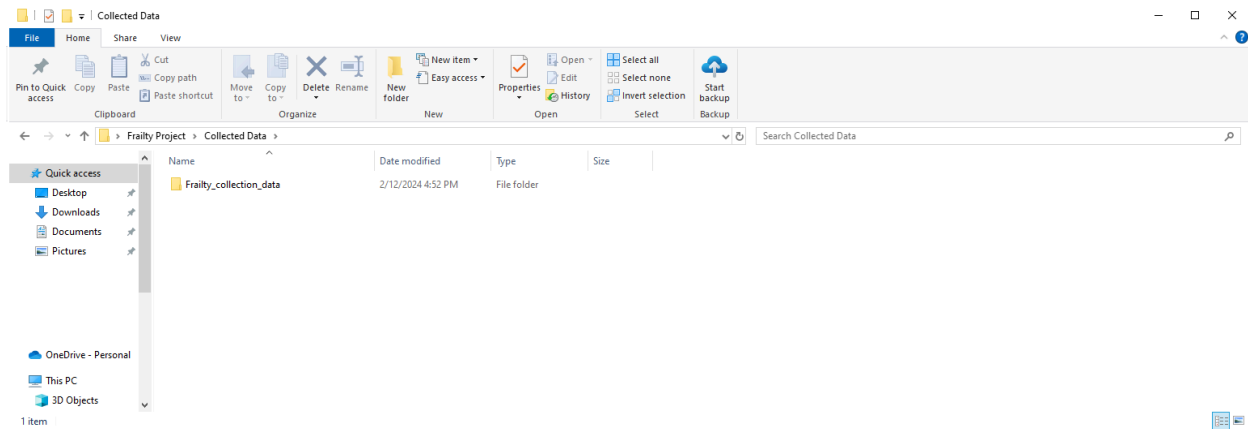 Collected Data
File Home Share View
Pin to Quick access
Copy
Paste
Cut
Copy path
Paste shortcut
Clipboard
Move to
Copy to
Delete
Rename
Organize
New folder
New item
Easy access
New
Properties
Open
Edit
History
Open
Select all
Select none
Invert selection
Select
Start backup
Backup
Frailty Project > Collected Data >
Search Collected Data
Name Date modified Type Size
Frailty_collection_data 2/12/2024 4:52 PM File folder
Quick access
Desktop
Downloads
Documents
Pictures
OneDrive - Personal
This PC
3D Objects
1 item